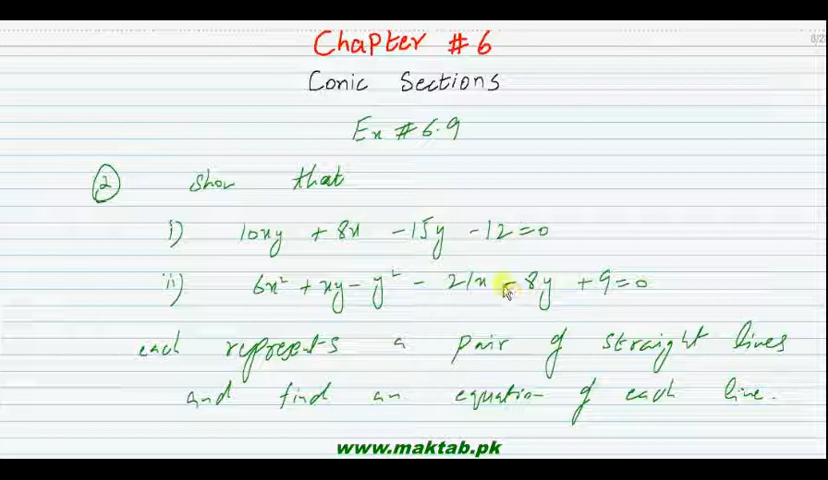 Chapter # 6
Conic Sections
Ex # 6.9
2 Show that
i) 10xy + 8x - 15y - 12 = 0
ii) 6x² + xy - y² - 21x - 8y + 9 = 0
each represents a pair of straight lines
and find an equation of each line.
www.maktab.pk